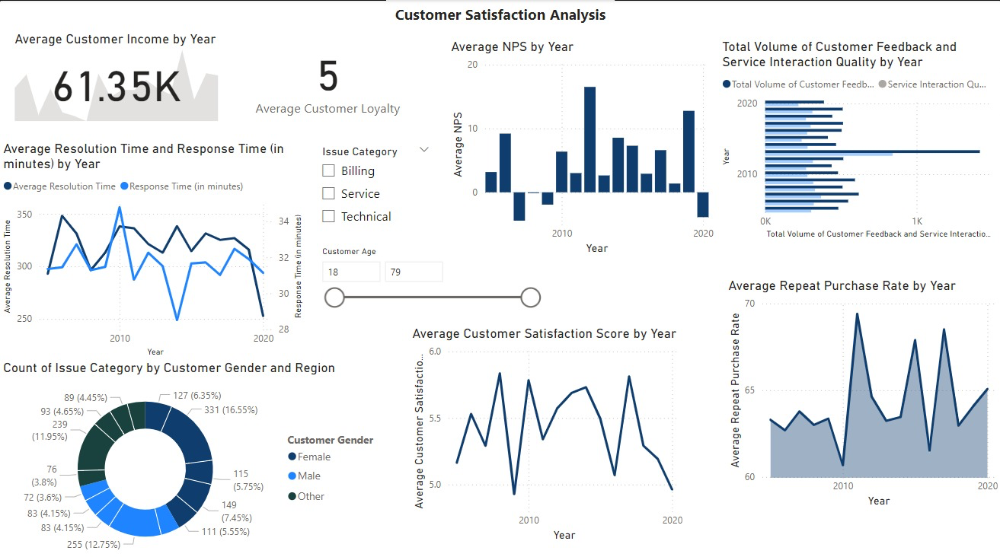 Customer Satisfaction Analysis
Average Customer Income by Year
61.35K
5
Average Customer Loyalty
Average Resolution Time and Response Time (in
minutes) by Year
Average Resolution Time
Response Time (in minutes)
Average Resolution Time
350
300
250
34
32
30
28
Response Time (in minutes)
2010
2020
Year
Issue Category
Billing
Service
Technical
Customer Age
18
79
Average NPS by Year
Average NPS
20
10
0
2010
2020
Year
Total Volume of Customer Feedback and
Service Interaction Quality by Year
Total Volume of Customer Feedb...
Service Interaction Qu...
Year
2020
2010
0K
1K
Total Volume of Customer Feedback and Service Interactio...
Count of Issue Category by Customer Gender and Region
127 (6.35%)
331 (16.55%)
115
(5.75%)
149
(7.45%)
111 (5.55%)
255 (12.75%)
83 (4.15%)
83 (4.15%)
72 (3.6%)
76
(3.8%)
239
(11.95%)
93 (4.65%)
89 (4.45%)
Customer Gender
Female
Male
Other
Average Customer Satisfaction Score by Year
Average Customer Satisfactio...
6.0
5.5
5.0
2010
2020
Year
Average Repeat Purchase Rate by Year
Average Repeat Purchase Rate
70
65
60
2010
2020
Year